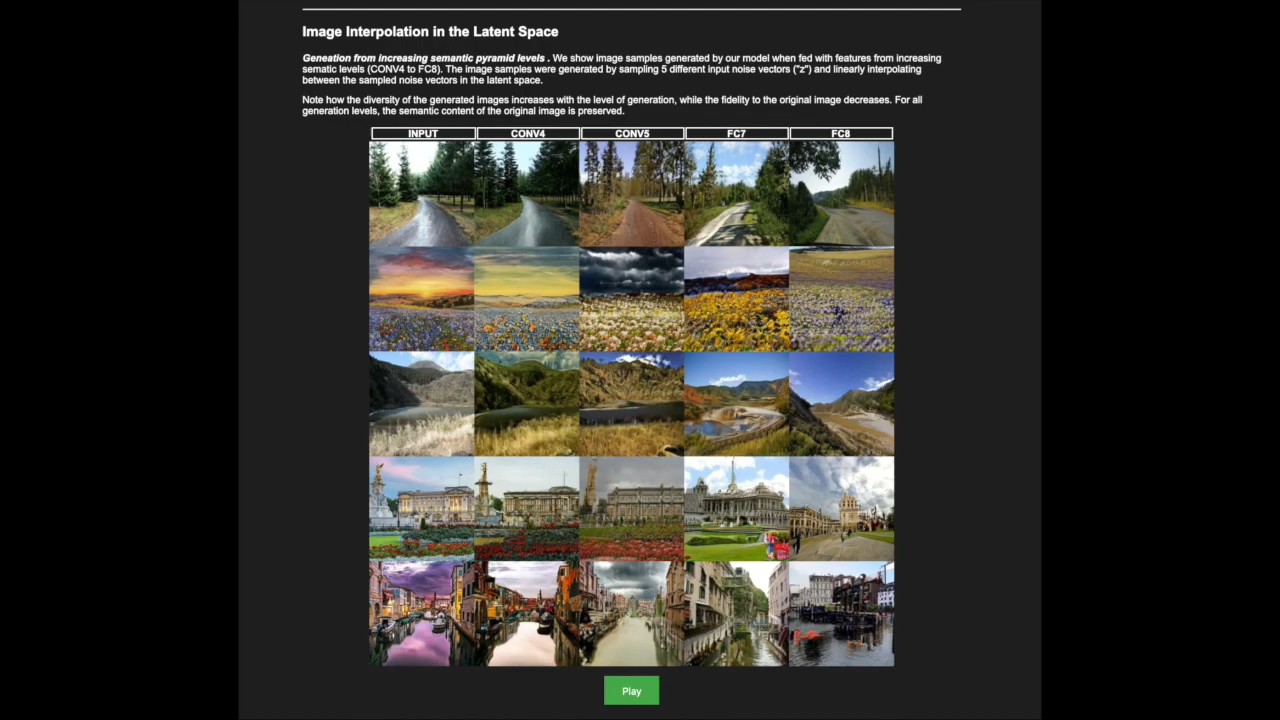 Image Interpolation in the Latent Space
Geneation from increasing semantic pyramid levels . We show image samples generated by our model when fed with features from increasing
sematic levels (CONV4 to FC8). The image samples were generated by sampling 5 different input noise vectors ("z") and linearly interpolating
between the sampled noise vectors in the latent space.
Note how the diversity of the generated images increases with the level of generation, while the fidelity to the original image decreases. For all
generation levels, the semantic content of the original image is preserved.
INPUT CONV4 CONV5 FC7 FC8
Play